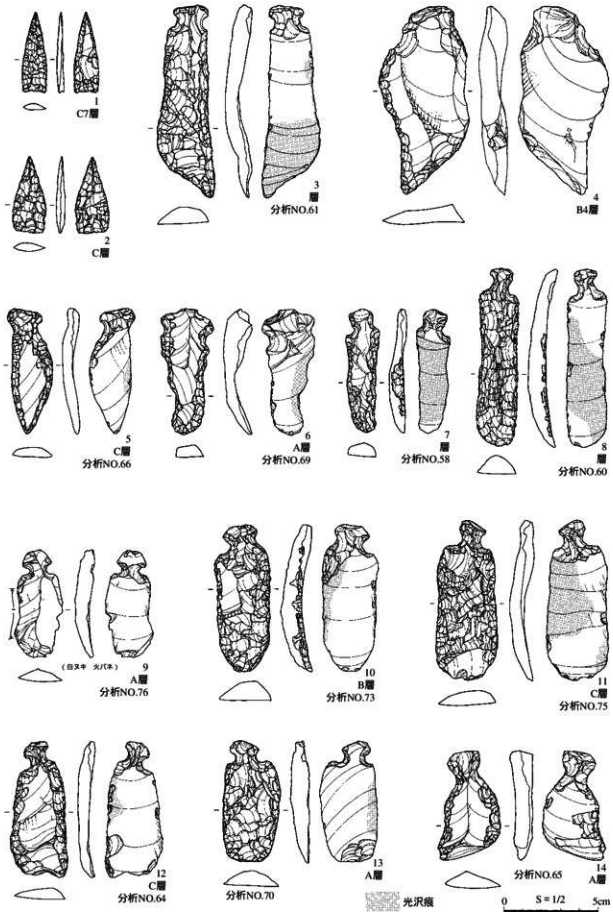 1
C7層
2
C層
3
層
分析NO.61
4
B4層
5
C層
分析NO.66
6
A層
分析NO.69
7
層
分析NO.58
8
層
分析NO.60
(白ヌキ 火バネ)
9
A層
分析NO.76
10
B層
分析NO.73
11
C層
分析NO.75
12
C層
分析NO.64
13
A層
分析NO.70
14
A層
分析NO.65
光沢痕
0 S=1/2 5cm